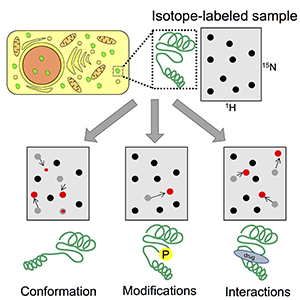 Isotope-labeled sample
¹⁵N
¹H
P
drug
Conformation Modifications Interactions